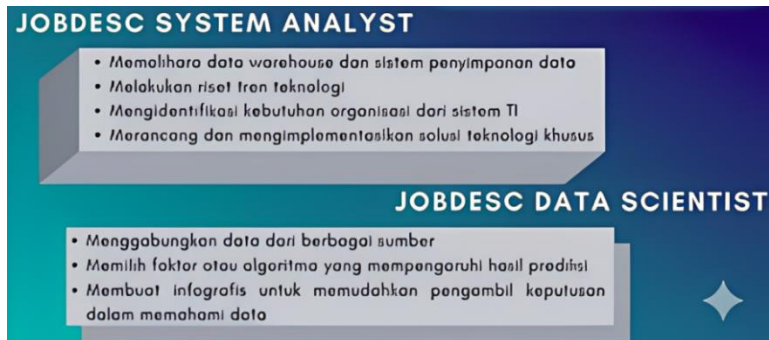 JOBDESC SYSTEM ANALYST
• Memelihara data warehouse dan sistem penyimpanan data
• Melakukan riset tren teknologi
• Mengidentifikasi kebutuhan organisasi dari sistem TI
• Merancang dan mengimplementasikan solusi teknologi khusus
JOBDESC DATA SCIENTIST
• Menggabungkan data dari berbagai sumber
• Memilih faktor atau algoritma yang mempengaruhi hasil prediksi
• Membuat infografis untuk memudahkan pengambil keputusan
dalam memahami data